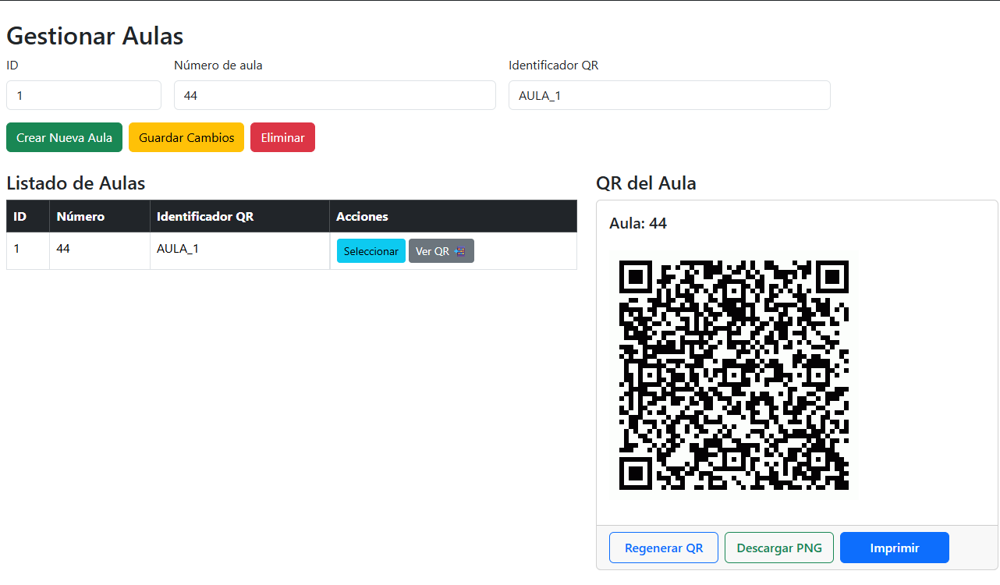 Gestionar Aulas
ID Número de aula Identificador QR
1 44 AULA_1
Crear Nueva Aula Guardar Cambios Eliminar
Listado de Aulas
ID Número Identificador QR Acciones
1 44 AULA_1 Seleccionar Ver QR 📲
QR del Aula
Aula: 44
Regenerar QR Descargar PNG Imprimir